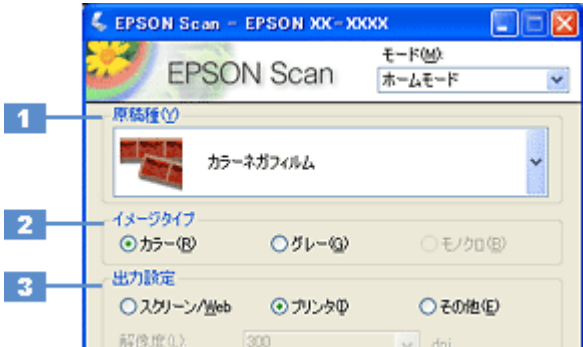 EPSON Scan - EPSON XX-XXXX
EPSON Scan
モード(M):
ホームモード
1
原稿種(Y)
カラーネガフィルム
2
イメージタイプ
カラー(R) グレー(G) モノクロ(B)
3
出力設定
スクリーン/Web プリンタ(I) その他(E)
解像度(L): 300 dpi